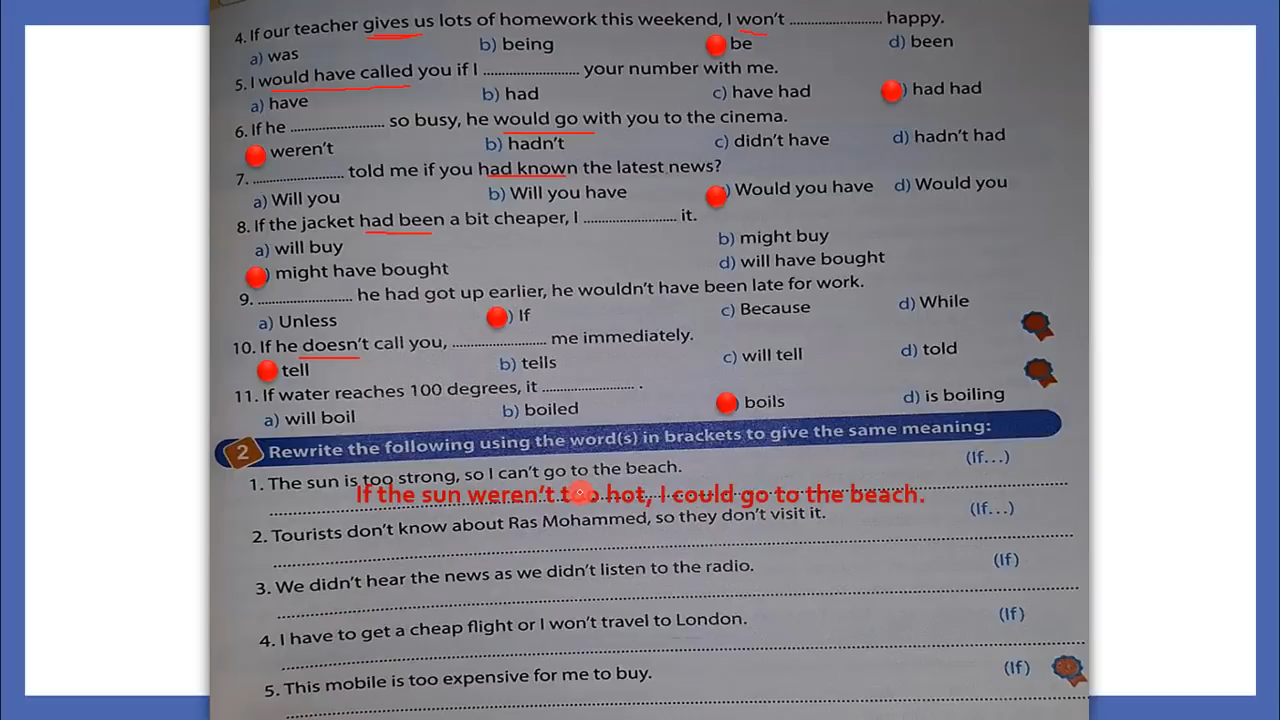 4. If our teacher gives us lots of homework this weekend, I won't ........................ happy.
a) was b) being be d) been
5. I would have called you if I ........................ your number with me.
a) have b) had c) have had ) had had
6. If he ........................ so busy, he would go with you to the cinema.
weren't b) hadn't c) didn't have d) hadn't had
7. ........................ told me if you had known the latest news?
a) Will you b) Will you have ) Would you have d) Would you
8. If the jacket had been a bit cheaper, I ........................ it.
a) will buy b) might buy
) might have bought d) will have bought
9. ........................ he had got up earlier, he wouldn't have been late for work.
a) Unless ) If c) Because d) While
10. If he doesn't call you, ........................ me immediately.
tell b) tells c) will tell d) told
11. If water reaches 100 degrees, it ........................ .
a) will boil b) boiled ) boils d) is boiling
2 Rewrite the following using the word(s) in brackets to give the same meaning:
1. The sun is too strong, so I can't go to the beach. (If...)
If the sun weren't too hot, I could go to the beach.
2. Tourists don't know about Ras Mohammed, so they don't visit it. (If...)
3. We didn't hear the news as we didn't listen to the radio. (If)
4. I have to get a cheap flight or I won't travel to London. (If)
5. This mobile is too expensive for me to buy. (If)